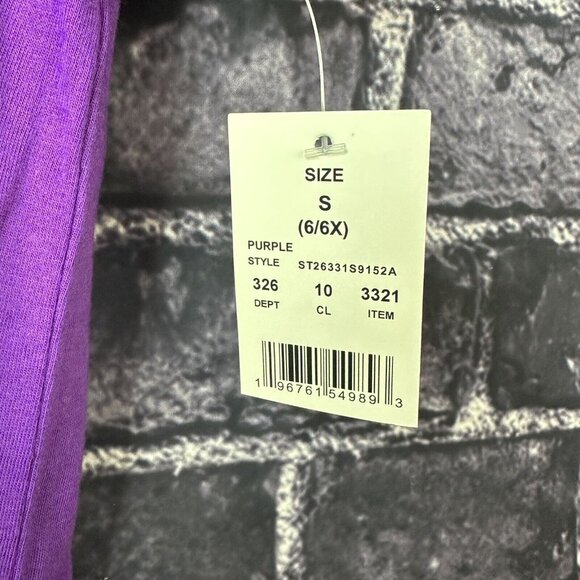 SIZE
S
(6/6X)
PURPLE
STYLE ST26331S9152A
326 10 3321
DEPT CL ITEM
1 96761 54989 3